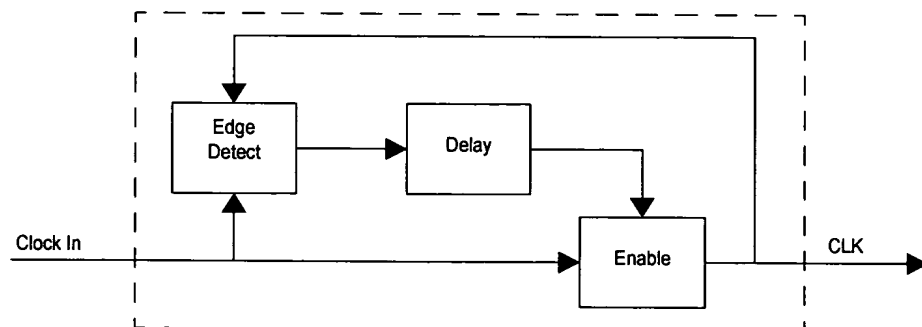 Edge
Detect
Delay
Clock In
Enable
CLK